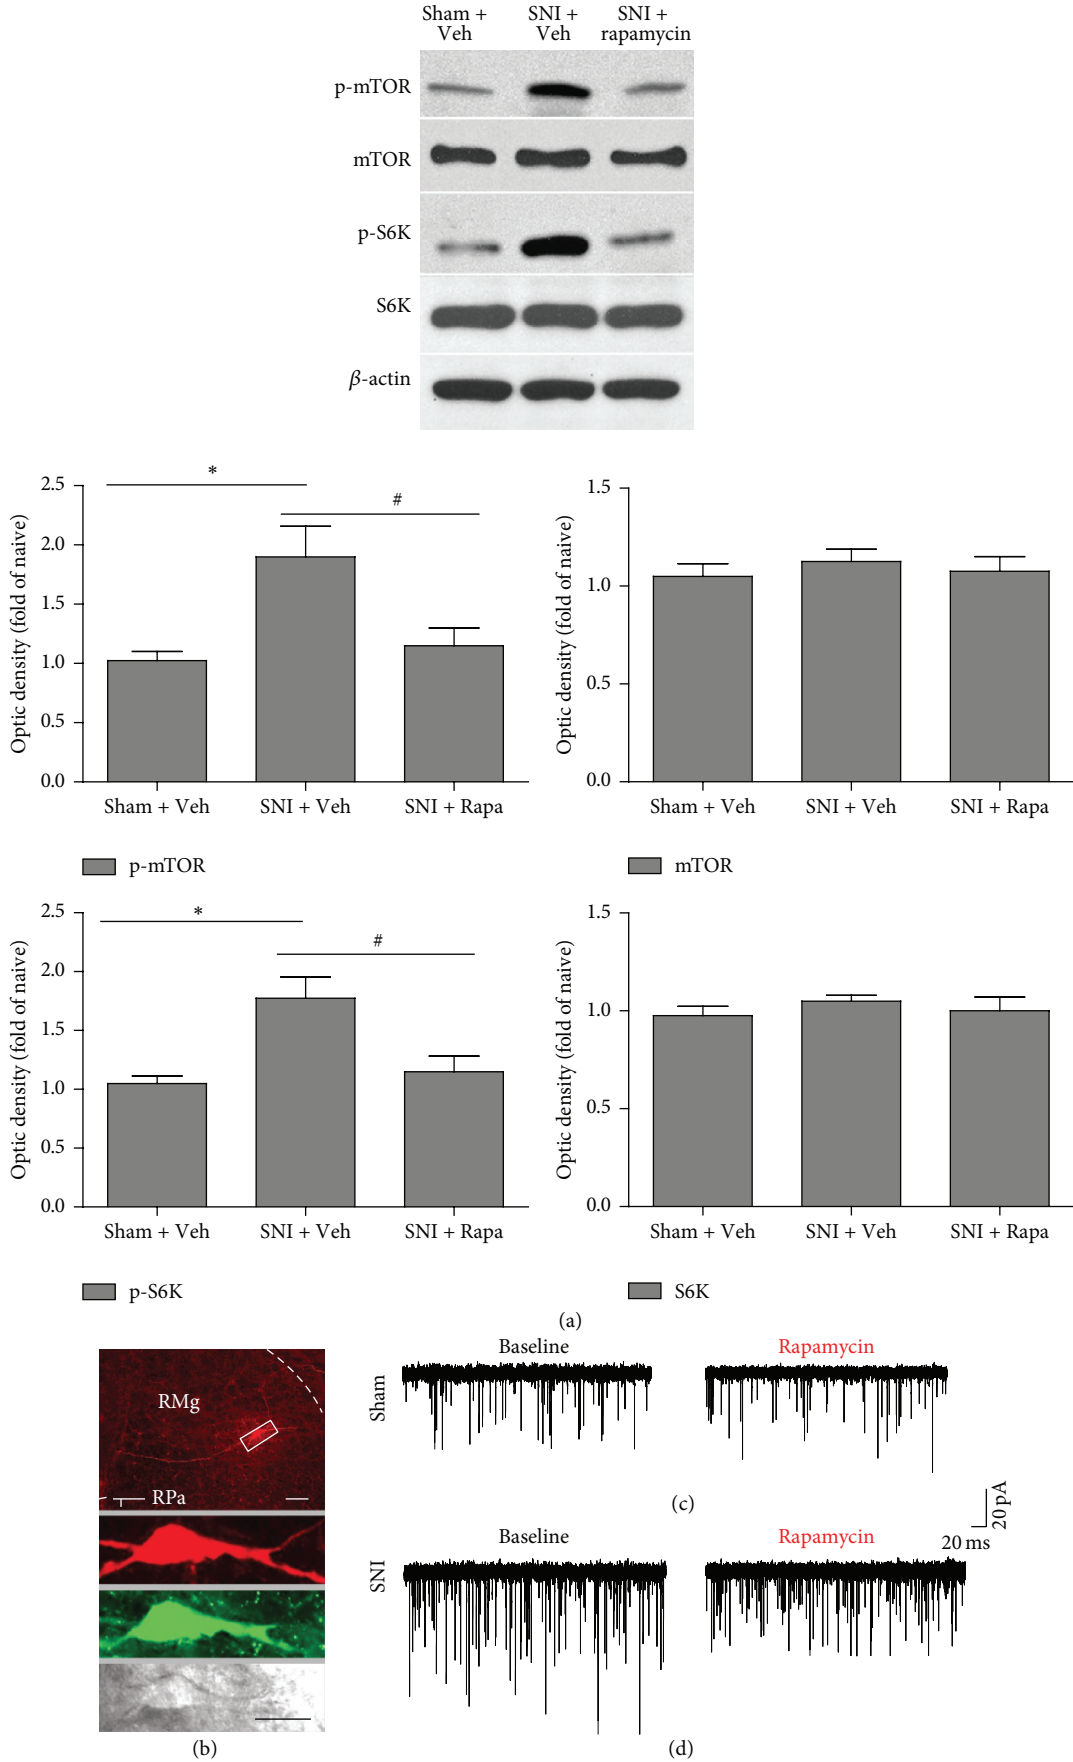 Sham + Veh
SNI + Veh
SNI + rapamycin
p-mTOR
mTOR
p-S6K
S6K
β-actin
*
#
Optic density (fold of naive)
2.5
2.0
1.5
1.0
0.5
0.0
Sham + Veh SNI + Veh SNI + Rapa
p-mTOR
Optic density (fold of naive)
1.5
1.0
0.5
0.0
Sham + Veh SNI + Veh SNI + Rapa
mTOR
*
#
Optic density (fold of naive)
2.5
2.0
1.5
1.0
0.5
0.0
Sham + Veh SNI + Veh SNI + Rapa
p-S6K
Optic density (fold of naive)
1.5
1.0
0.5
0.0
Sham + Veh SNI + Veh SNI + Rapa
S6K
(a)
RMg
RPa
(b)
Baseline Rapamycin
Sham
(c)
20 pA
20 ms
Baseline Rapamycin
SNI
(d)